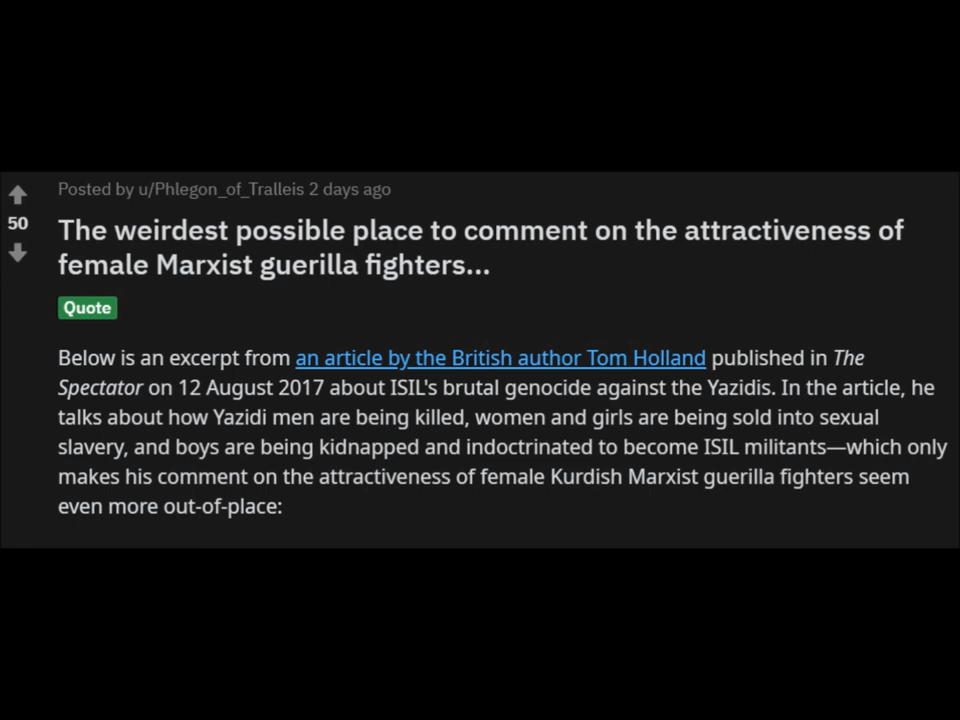 Posted by u/Phlegon_of_Tralleis 2 days ago
50
The weirdest possible place to comment on the attractiveness of
female Marxist guerilla fighters...
Quote
Below is an excerpt from an article by the British author Tom Holland published in The
Spectator on 12 August 2017 about ISIL's brutal genocide against the Yazidis. In the article, he
talks about how Yazidi men are being killed, women and girls are being sold into sexual
slavery, and boys are being kidnapped and indoctrinated to become ISIL militants—which only
makes his comment on the attractiveness of female Kurdish Marxist guerilla fighters seem
even more out-of-place: